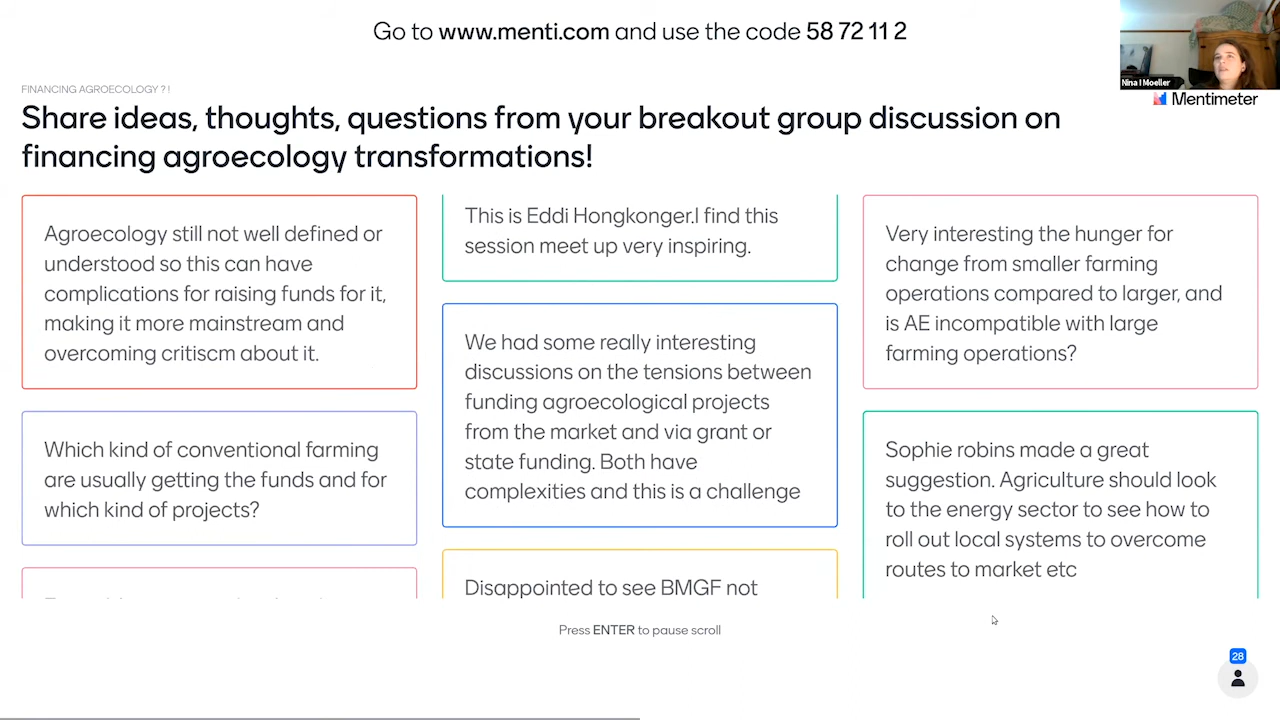 Go to www.menti.com and use the code 58 72 11 2
Nina I Moeller
Mentimeter
FINANCING AGROECOLOGY ? !
Share ideas, thoughts, questions from your breakout group discussion on
financing agroecology transformations!
Agroecology still not well defined or
understood so this can have
complications for raising funds for it,
making it more mainstream and
overcoming critiscm about it.
Which kind of conventional farming
are usually getting the funds and for
which kind of projects?
This is Eddi Hongkonger.I find this
session meet up very inspiring.
We had some really interesting
discussions on the tensions between
funding agroecological projects
from the market and via grant or
state funding. Both have
complexities and this is a challenge
Disappointed to see BMGF not
Very interesting the hunger for
change from smaller farming
operations compared to larger, and
is AE incompatible with large
farming operations?
Sophie robins made a great
suggestion. Agriculture should look
to the energy sector to see how to
roll out local systems to overcome
routes to market etc
Press ENTER to pause scroll
28